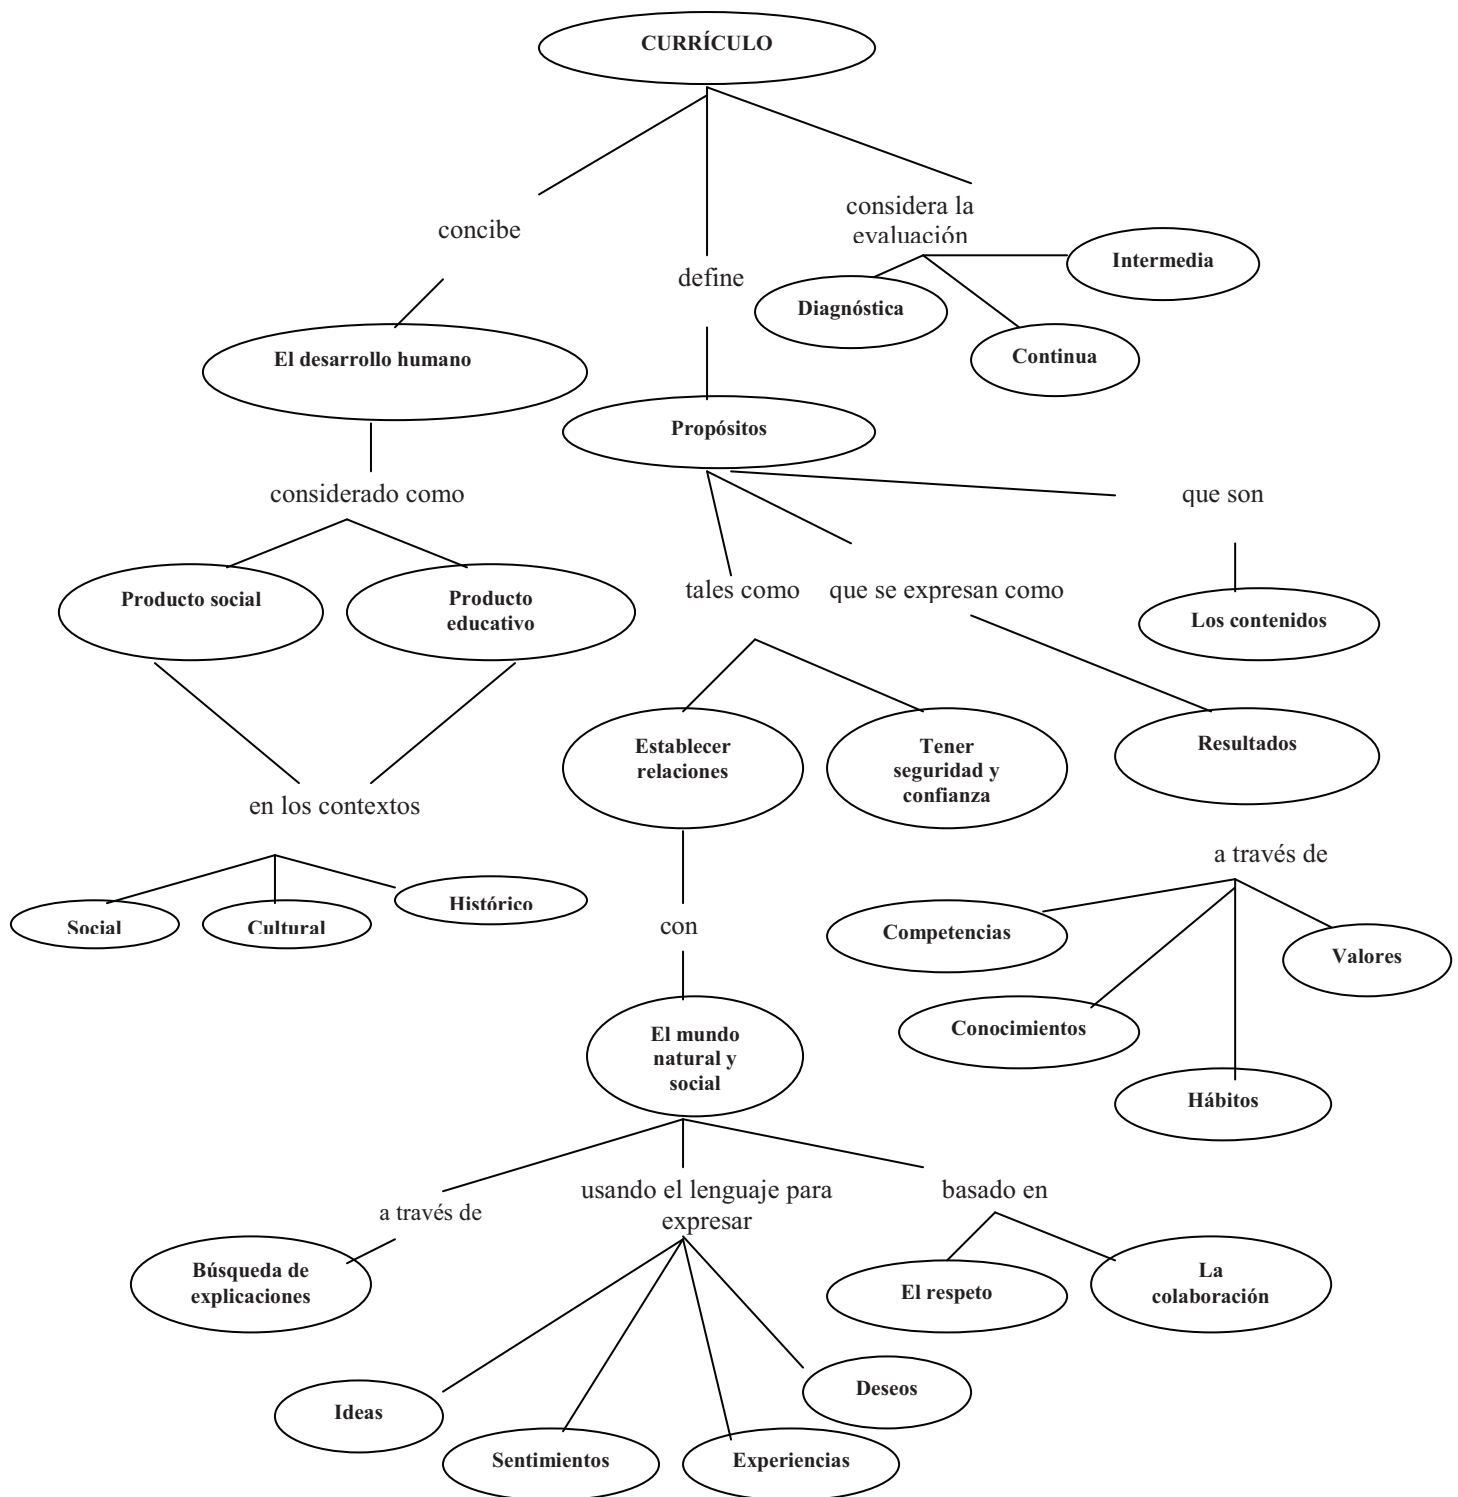 CURRÍCULO
concibe
considera la
evaluación
define
Intermedia
Diagnóstica
Continua
El desarrollo humano
Propósitos
considerado como
que son
Producto social
Producto
educativo
tales como
que se expresan como
Los contenidos
Establecer
relaciones
Tener
seguridad y
confianza
Resultados
en los contextos
a través de
Social
Cultural
Histórico
con
Competencias
Valores
Conocimientos
Hábitos
El mundo
natural y
social
a través de
usando el lenguaje para
expresar
basado en
Búsqueda de
explicaciones
El respeto
La
colaboración
Ideas
Sentimientos
Experiencias
Deseos